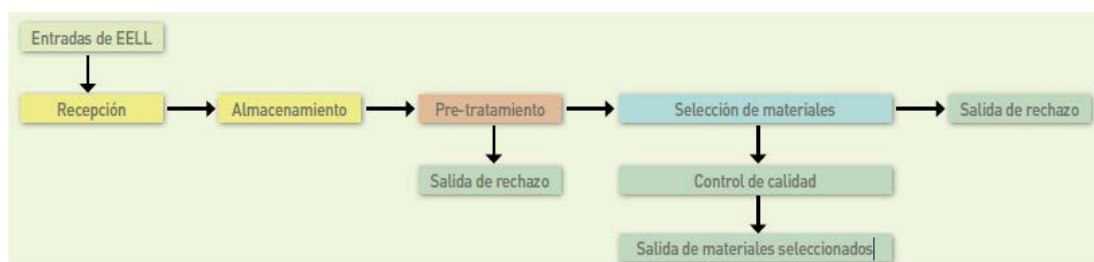 Entradas de EELL
Recepción
Almacenamiento
Pre-tratamiento
Selección de materiales
Salida de rechazo
Salida de rechazo
Control de calidad
Salida de materiales seleccionados